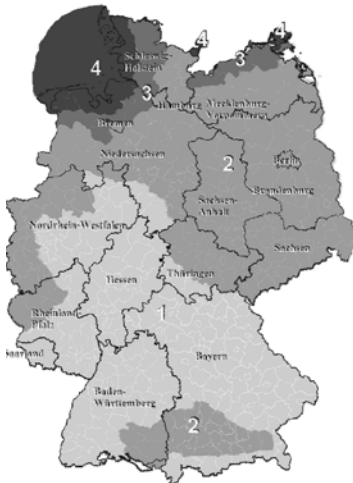 4
4
Schleswig-
Holstein
3
4
3
Hamburg
Mecklenburg-
Vorpommern
Bremen
Niedersachsen
2
Berlin
Brandenburg
Sachsen-
Anhalt
Nordrhein-Westfalen
Sachsen
Thüringen
Hessen
Rheinland-
Pfalz
1
Saarland
Bayern
Baden-
Württemberg
2